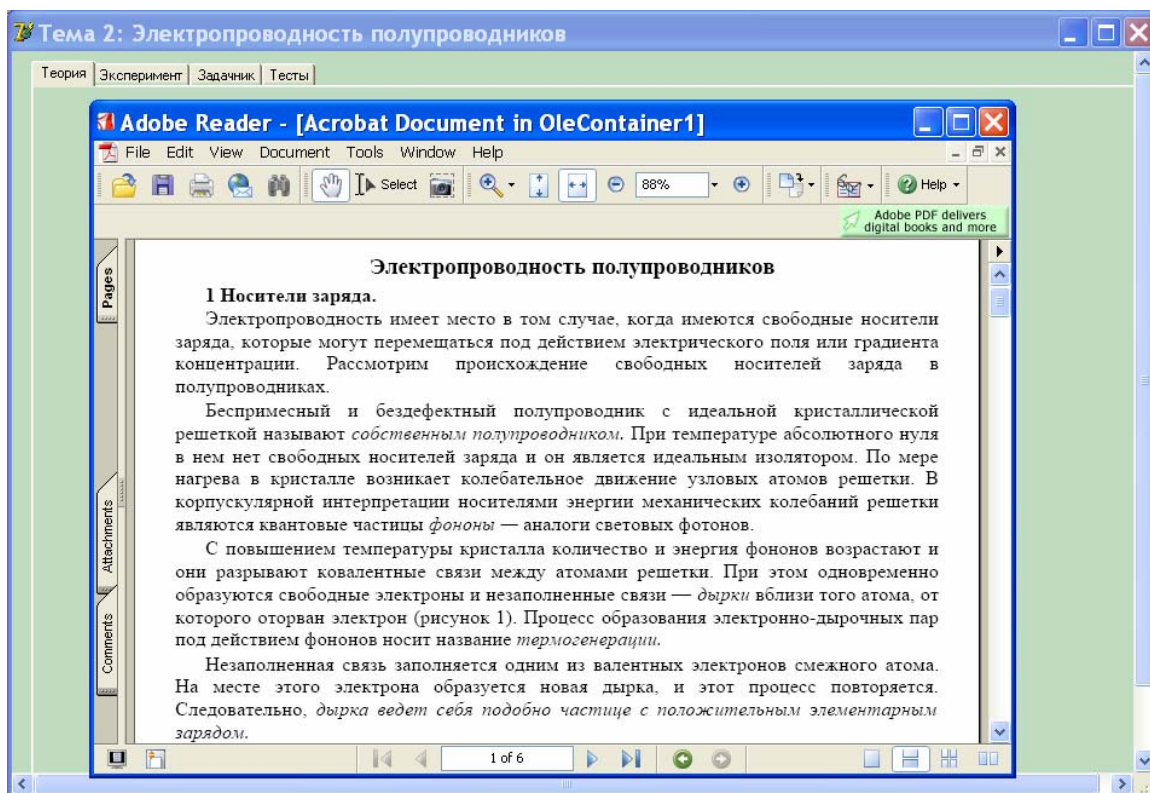 Тема 2: Электропроводность полупроводников
Теория Эксперимент Задачник Тесты
Adobe Reader - [Acrobat Document in OleContainer1]
File Edit View Document Tools Window Help
Select 88% Help
Adobe PDF delivers
digital books and more
Pages
Attachments
Comments
Электропроводность полупроводников
1 Носители заряда.
Электропроводность имеет место в том случае, когда имеются свободные носители
заряда, которые могут перемещаться под действием электрического поля или градиента
концентрации. Рассмотрим происхождение свободных носителей заряда в
полупроводниках.
Беспримесный и бездефектный полупроводник с идеальной кристаллической
решеткой называют собственным полупроводником. При температуре абсолютного нуля
в нем нет свободных носителей заряда и он является идеальным изолятором. По мере
нагрева в кристалле возникает колебательное движение узловых атомов решетки. В
корпускулярной интерпретации носителями энергии механических колебаний решетки
являются квантовые частицы фононы — аналоги световых фотонов.
С повышением температуры кристалла количество и энергия фононов возрастают и
они разрывают ковалентные связи между атомами решетки. При этом одновременно
образуются свободные электроны и незаполненные связи — дырки вблизи того атома, от
которого оторван электрон (рисунок 1). Процесс образования электронно-дырочных пар
под действием фононов носит название термогенерации.
Незаполненная связь заполняется одним из валентных электронов смежного атома.
На месте этого электрона образуется новая дырка, и этот процесс повторяется.
Следовательно, дырка ведет себя подобно частице с положительным элементарным
зарядом.
1 of 6